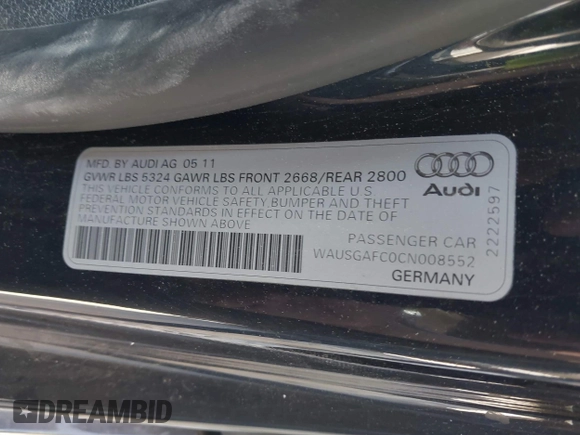 MFD. BY AUDI AG 05 11
GVWR LBS 5324 GAWR LBS FRONT 2668/REAR 2800
THIS VEHICLE CONFORMS TO ALL APPLICABLE U S
FEDERAL MOTOR VEHICLE SAFETY,BUMPER AND THEFT
PREVENTION STANDARDS IN EFFECT ON THE DATE OF
MANUFACTURE SHOWN ABOVE.
Audi
PASSENGER CAR
WAUSGAFC0CN008552
GERMANY
2222597
DREAMBID